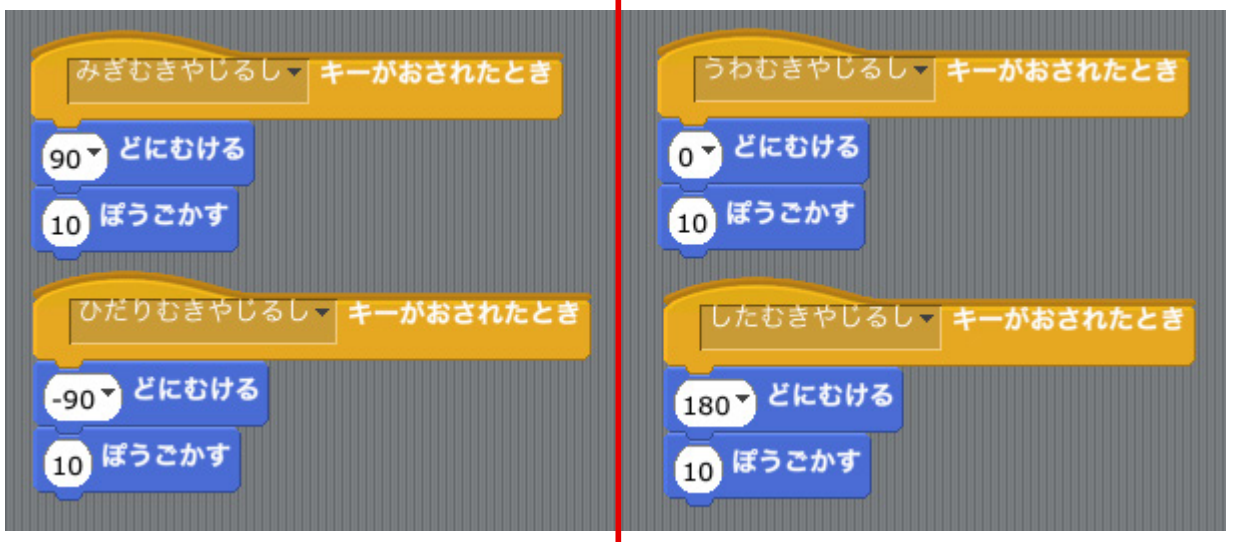 みぎむきやじるし キーがおされたとき
90 どにむける
10 ぽうごかす
ひだりむきやじるし キーがおされたとき
-90 どにむける
10 ぽうごかす
うわむきやじるし キーがおされたとき
0 どにむける
10 ぽうごかす
したむきやじるし キーがおされたとき
180 どにむける
10 ぽうごかす